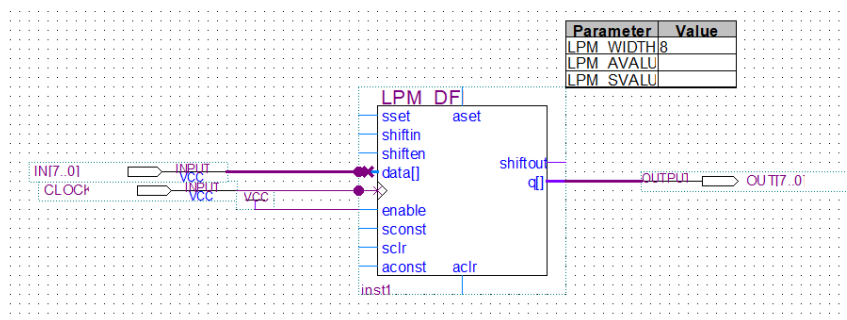 Parameter Value
LPM_WIDTH 8
LPM_AVALU
LPM_SVALU
LPM_DF
sset aset
shiftin
shiften
shiftout
IN[7..0] INPUT VCC data[]
q[] OUTPUT OUT[7..0]
CLOCK INPUT VCC
VCC
enable
sconst
sclr
aconst aclr
inst1